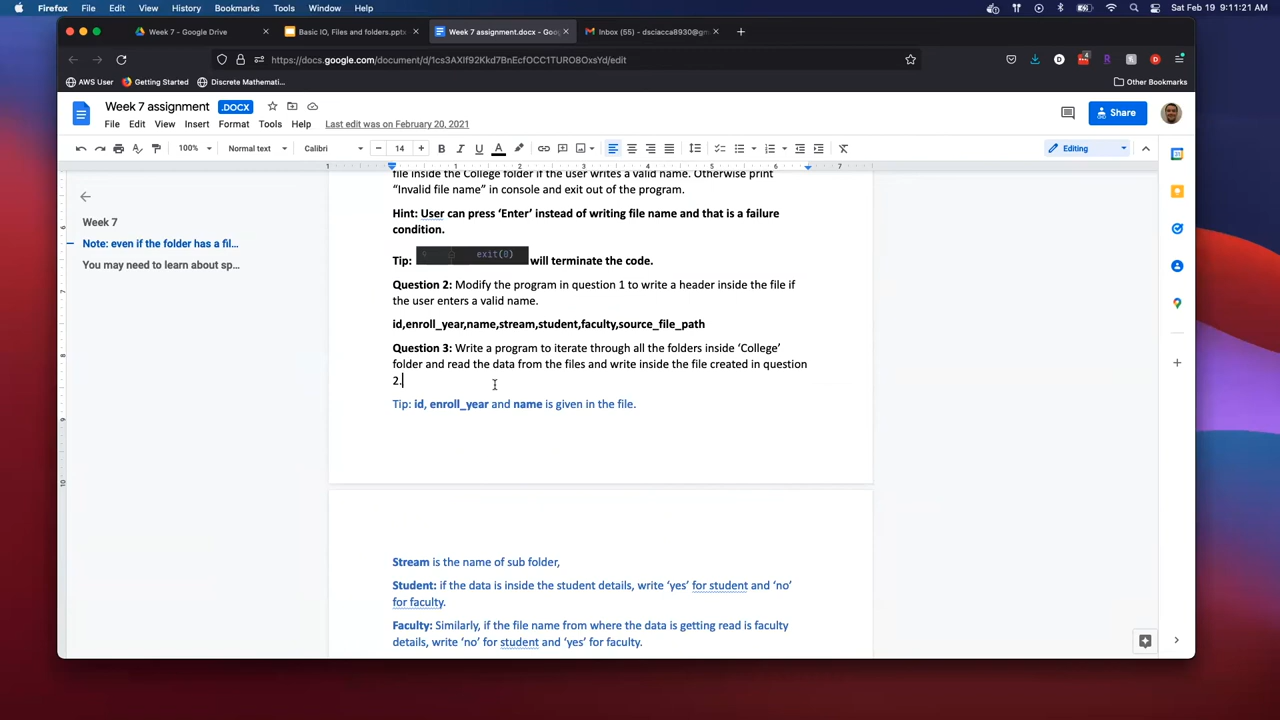 Firefox File Edit View History Bookmarks Tools Window Help Sat Jan 29 9:11:21 AM
Week 7 - Google Drive Basic IO, Files and folders.pptx Week 7 assignment.docx - Goo Inbox (55) - dsciacca8930@gm
https://docs.google.com/document/d/1cs3AXIf92Kkd7BnEcfOCC1TURO8OxsYd/edit
AWS User Getting Started Discrete Mathemati... Other Bookmarks
Week 7 assignment .DOCX
Share
File Edit View Insert Format Tools Help Last edit was on February 20, 2021
100% Normal text Calibri 14 Editing
file inside the College folder if the user writes a valid name. Otherwise print
“Invalid file name” in console and exit out of the program.
Week 7
Hint: User can press ‘Enter’ instead of writing file name and that is a failure
condition.
Note: even if the folder has a fil...
You may need to learn about sp...
Tip: exit(0) will terminate the code.
Question 2: Modify the program in question 1 to write a header inside the file if
the user enters a valid name.
id,enroll_year,name,stream,student,faculty,source_file_path
Question 3: Write a program to iterate through all the folders inside ‘College’
folder and read the data from the files and write inside the file created in question
2.
Tip: id, enroll_year and name is given in the file.
Stream is the name of sub folder,
Student: if the data is inside the student details, write ‘yes’ for student and ‘no’
for faculty.
Faculty: Similarly, if the file name from where the data is getting read is faculty
details, write ‘no’ for student and ‘yes’ for faculty.